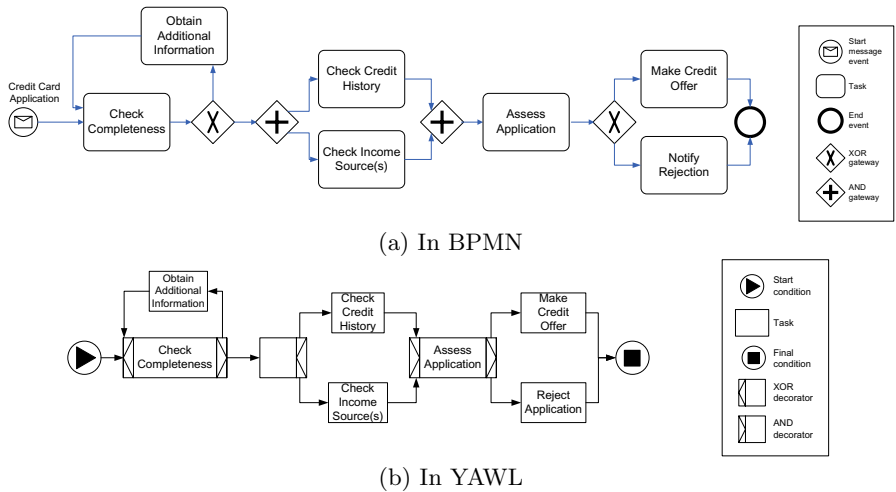 Obtain
Additional
Information
Credit Card
Application
Check
Completeness
Check Credit
History
Check Income
Source(s)
Assess
Application
Make Credit
Offer
Notify
Rejection
Start
message
event
Task
End
event
XOR
gateway
AND
gateway
(a) In BPMN
Obtain
Additional
Information
Check
Completeness
Check
Credit
History
Check
Income
Source(s)
Assess
Application
Make
Credit
Offer
Reject
Application
Start
condition
Task
Final
condition
XOR
decorator
AND
decorator
(b) In YAWL